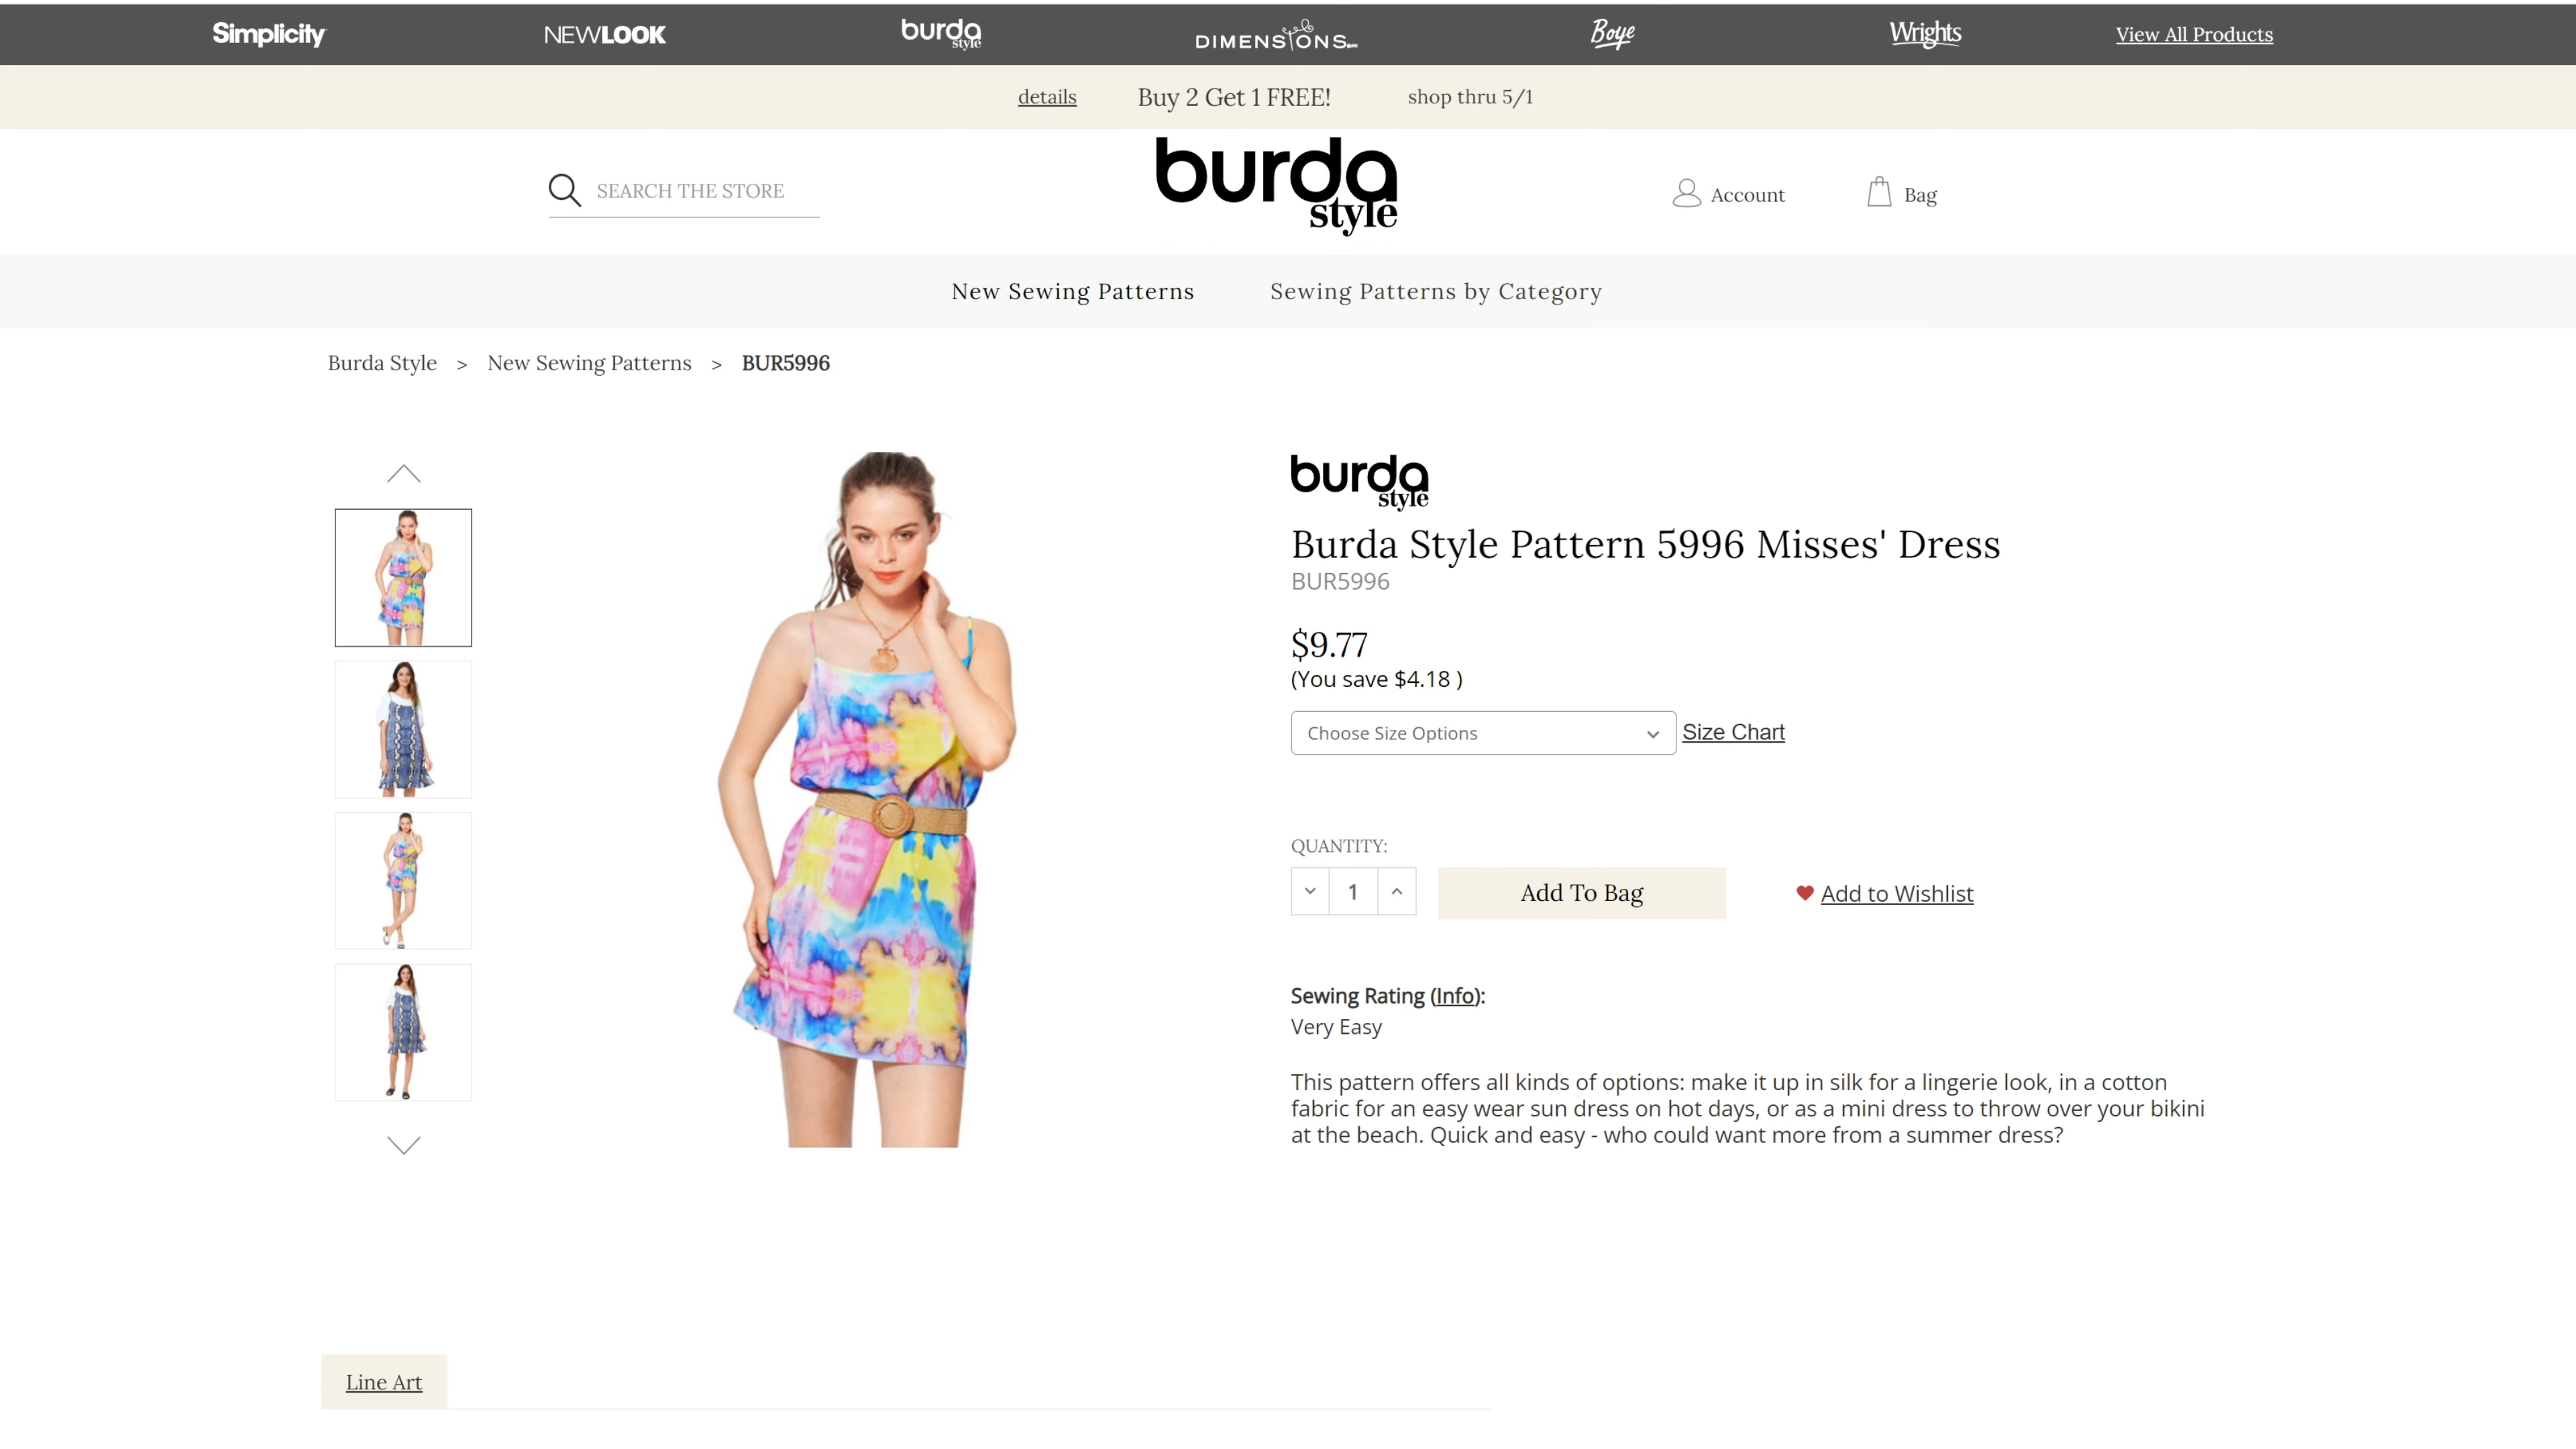 Simplicity
NEWLOOK
burda style
DIMENSIONS
Boye
Wrights
View All Products
details
Buy 2 Get 1 FREE!
shop thru 5/1
SEARCH THE STORE
burda
style
Account
Bag
New Sewing Patterns
Sewing Patterns by Category
Burda Style > New Sewing Patterns > BUR5996
burda
style
Burda Style Pattern 5996 Misses' Dress
BUR5996
$9.77
(You save $4.18 )
Choose Size Options
Size Chart
QUANTITY:
1
Add To Bag
Add to Wishlist
Sewing Rating (Info):
Very Easy
This pattern offers all kinds of options: make it up in silk for a lingerie look, in a cotton
fabric for an easy wear sun dress on hot days, or as a mini dress to throw over your bikini
at the beach. Quick and easy - who could want more from a summer dress?
Line Art